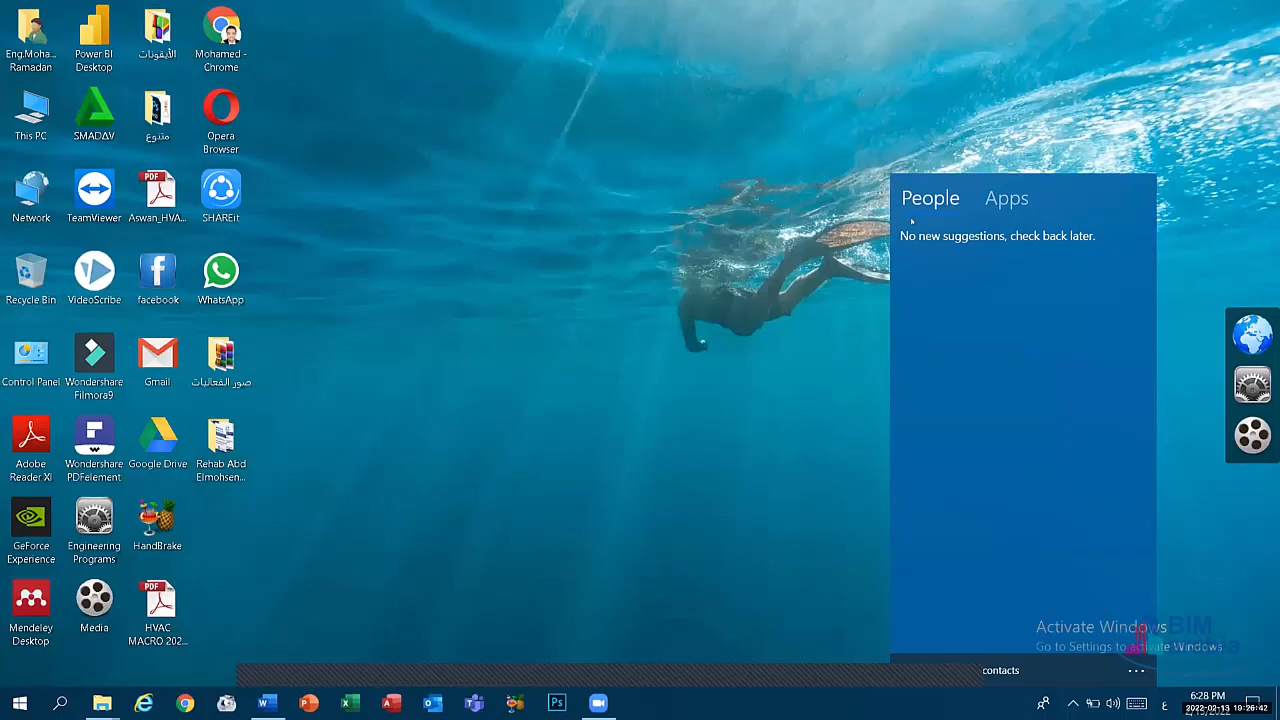 Eng.Moha...
Ramadan
Power BI
Desktop
الأيقونات
Mohamed -
Chrome
This PC
SMADAV
متنوع
Opera
Browser
Network
TeamViewer
PDF
Aswan_HVA...
SHAREit
Recycle Bin
VideoScribe
facebook
WhatsApp
Control Panel
Wondershare
Filmora9
Gmail
صور الفعاليات
Adobe
Reader XI
Wondershare
PDFelement
Google Drive
Rehab Abd
Elmohsen...
GeForce
Experience
Engineering
Programs
HandBrake
Mendeley
Desktop
Media
PDF
HVAC
MACRO 202...
People Apps
No new suggestions, check back later.
Activate Windows
Go to Settings to activate Windows.
BIM
contacts
...
Ps
ع
6:28 PM
2022-02-13 19:26:42